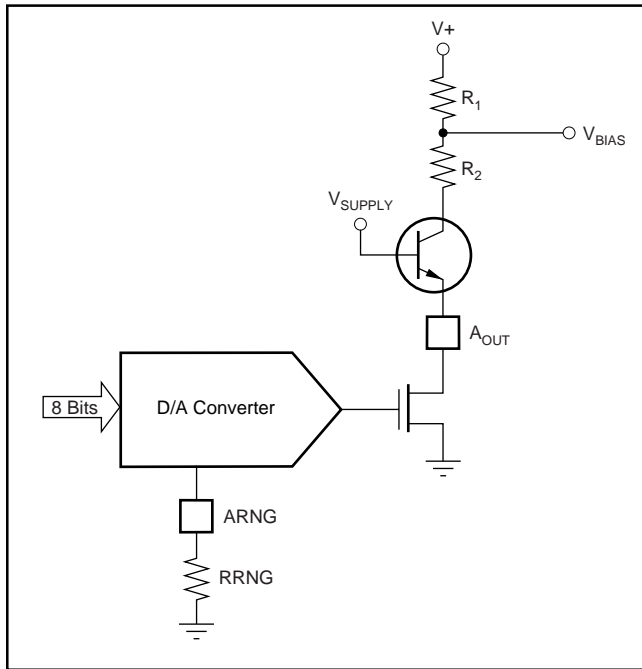 V+
R1
VBIAS
R2
VSUPPLY
AOUT
D/A Converter
8 Bits
ARNG
RRNG